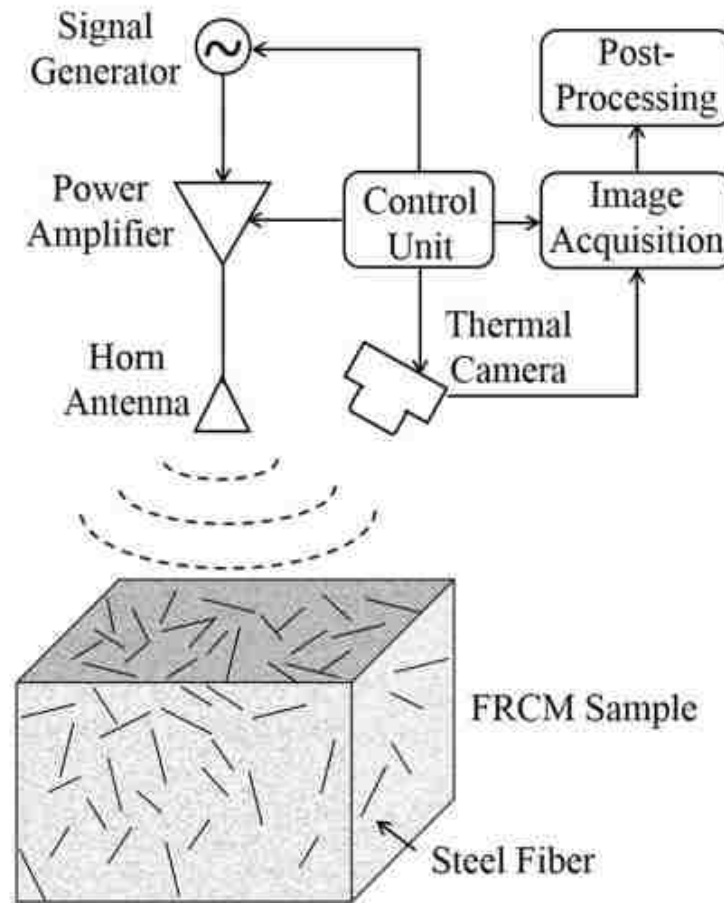 Signal
Generator
Post-
Processing
Power
Amplifier
Control
Unit
Image
Acquisition
Thermal
Camera
Horn
Antenna
FRCM Sample
Steel Fiber